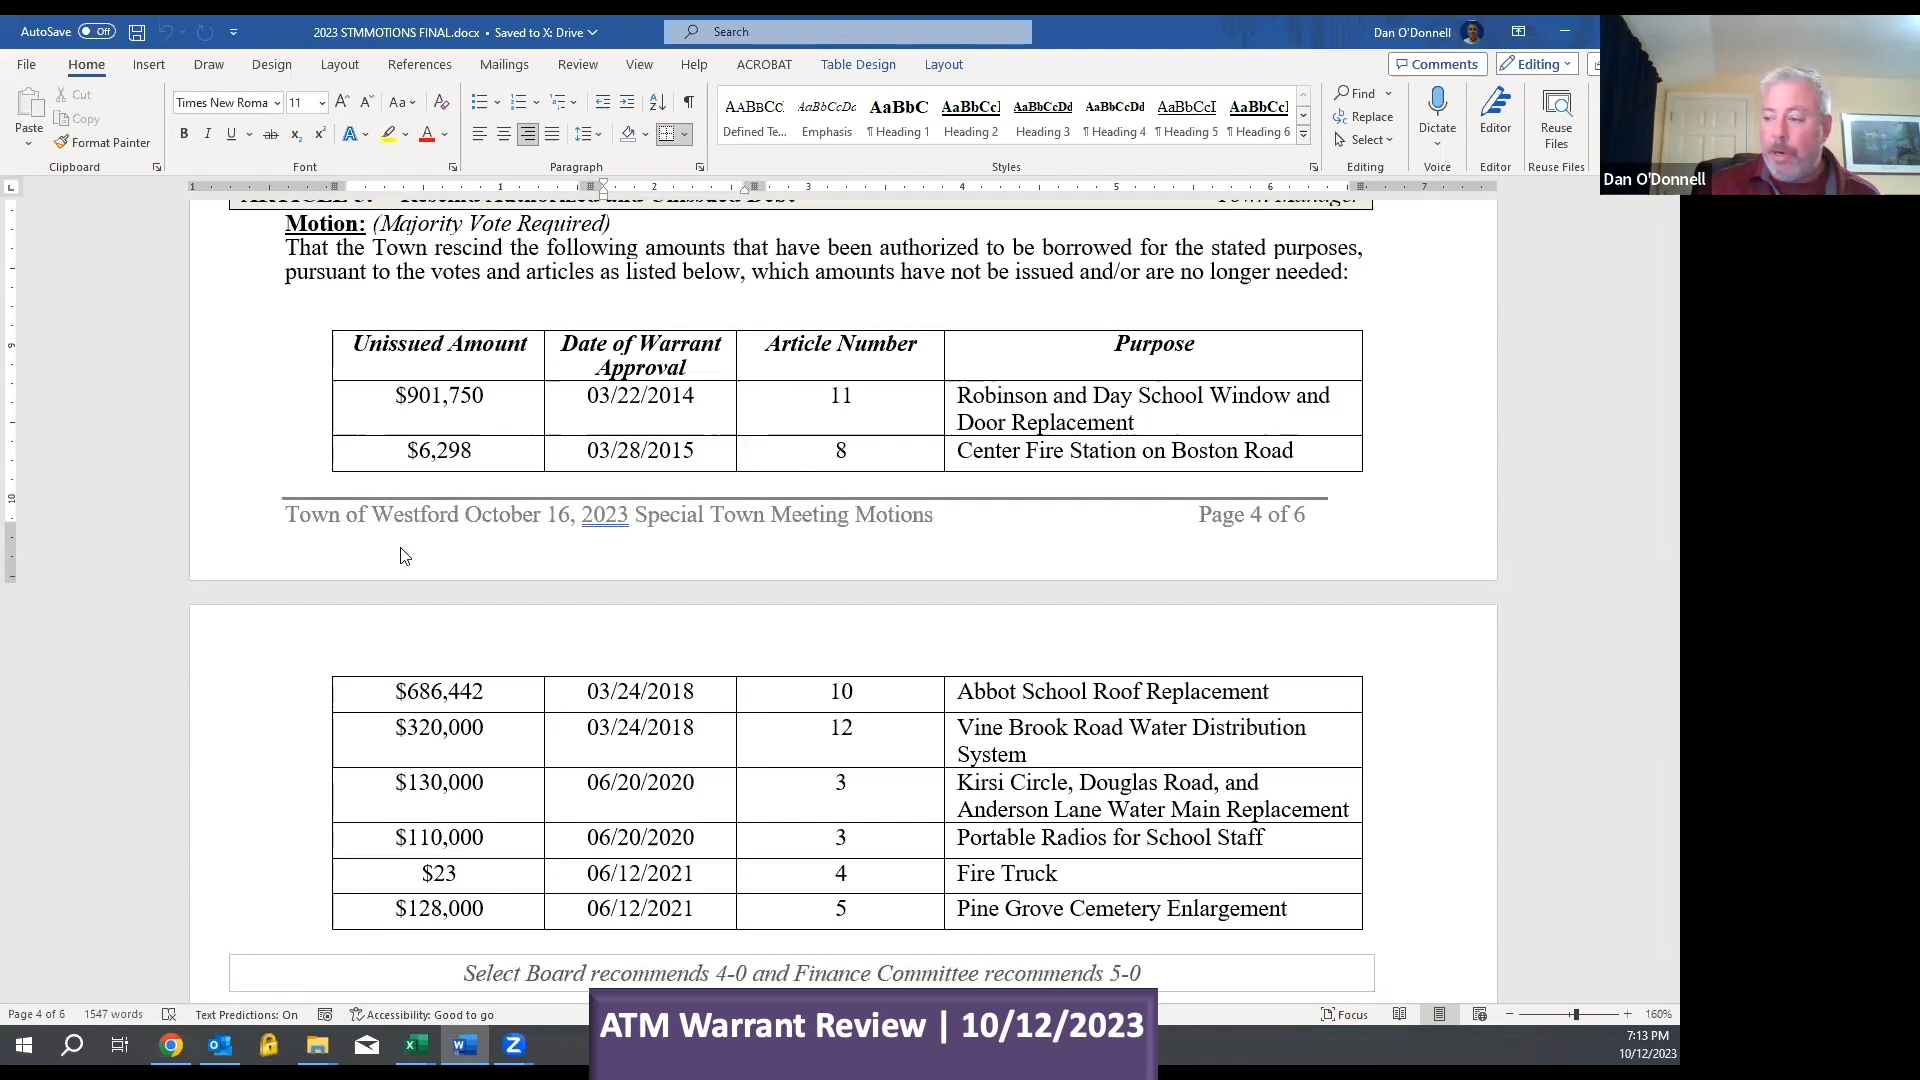 AutoSave Off 2023 STMMOTIONS FINAL.docx • Saved to X: Drive Search Dan O'Donnell
File Home Insert Draw Design Layout References Mailings Review View Help ACROBAT Table Design Layout Comments Editing
Paste Cut Copy Format Painter
Times New Roma 11
Defined Te... Emphasis ¶ Heading 1 Heading 2 Heading 3 ¶ Heading 4 ¶ Heading 5 ¶ Heading 6
Find Replace Select Dictate Editor Reuse Files
Clipboard Font Paragraph Styles Editing Voice Editor Reuse Files
Dan O'Donnell
ARTICLE Rescind Authorized and Unissued Debt Town Manager
Motion: (Majority Vote Required)
That the Town rescind the following amounts that have been authorized to be borrowed for the stated purposes,
pursuant to the votes and articles as listed below, which amounts have not be issued and/or are no longer needed:
Unissued Amount Date of Warrant Approval Article Number Purpose
$901,750 03/22/2014 11 Robinson and Day School Window and
Door Replacement
$6,298 03/28/2015 8 Center Fire Station on Boston Road
Town of Westford October 16, 2023 Special Town Meeting Motions Page 4 of 6
$686,442 03/24/2018 10 Abbot School Roof Replacement
$320,000 03/24/2018 12 Vine Brook Road Water Distribution
System
$130,000 06/20/2020 3 Kirsi Circle, Douglas Road, and
Anderson Lane Water Main Replacement
$110,000 06/20/2020 3 Portable Radios for School Staff
$23 06/12/2021 4 Fire Truck
$128,000 06/12/2021 5 Pine Grove Cemetery Enlargement
Select Board recommends 4-0 and Finance Committee recommends 5-0
Page 4 of 6 1547 words Text Predictions: On Accessibility: Good to go Focus 160%
ATM Warrant Review | 10/12/2023
7:13 PM
10/12/2023